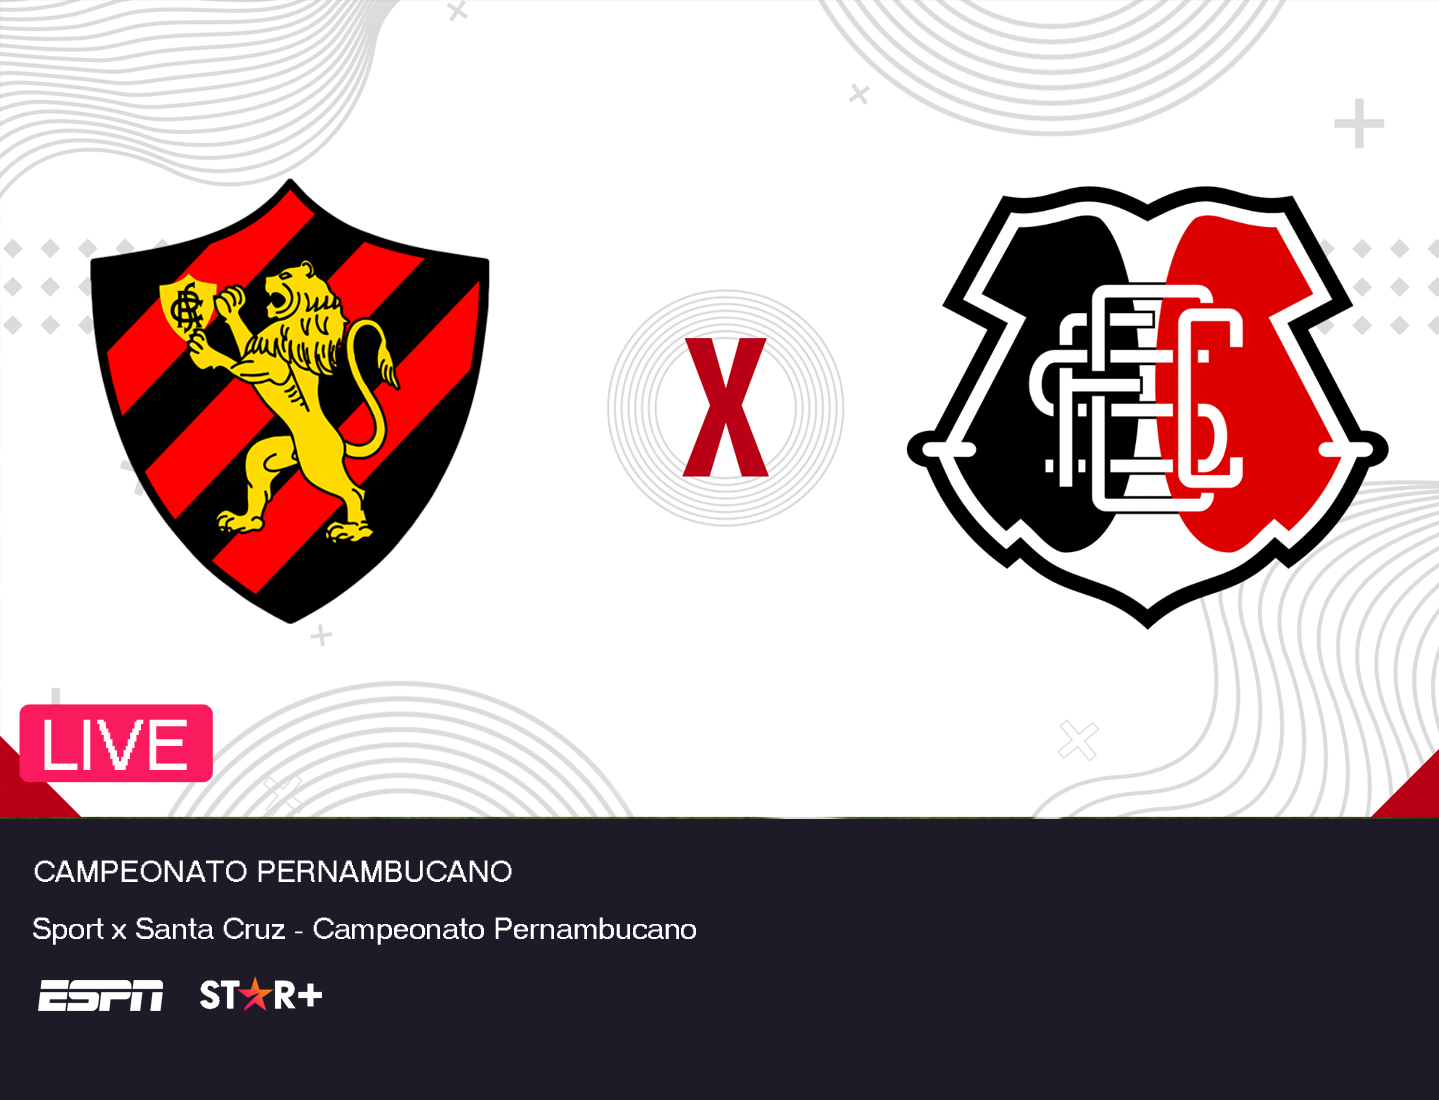 X
LIVE
CAMPEONATO PERNAMBUCANO
Sport x Santa Cruz - Campeonato Pernambucano
ESPN STAR+